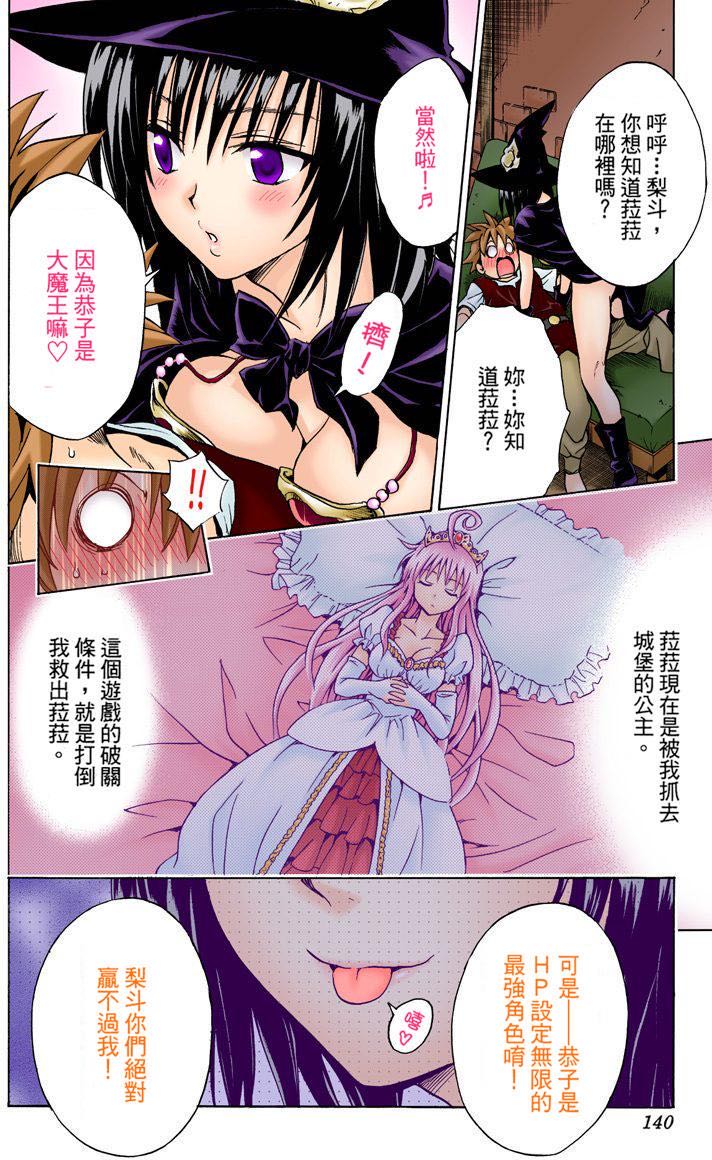 呼呼…梨斗，
你想知道菈菈
在哪裡嗎？
妳…妳知
道菈菈？
當然啦！♬
擠！
因為恭子是
大魔王嘛♡
!!
菈菈現在是被我抓去
城堡的公主。
這個遊戲的破關
條件，就是打倒
我救出菈菈。
可是——恭子是
ＨＰ設定無限的
最強角色唷！
嘻♡
梨斗你們絕對
贏不過我！
140